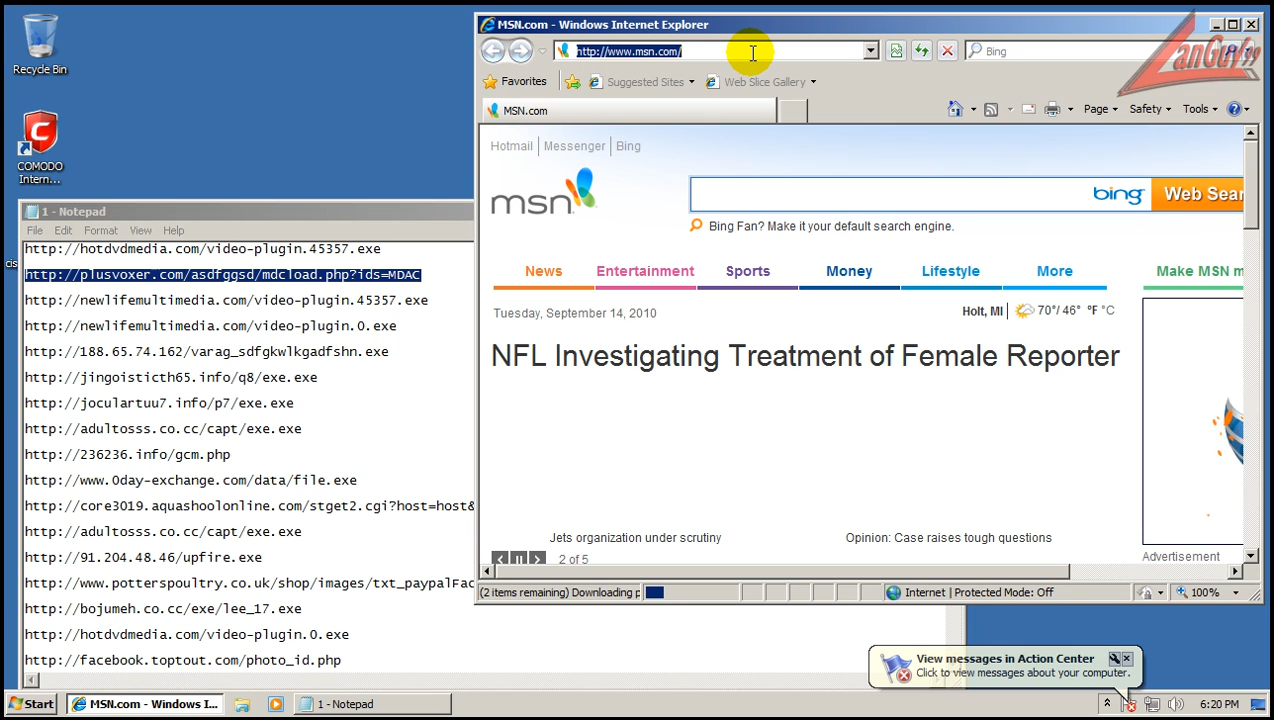 Recycle Bin
COMODO
Intern...
MSN.com - Windows Internet Explorer
http://www.msn.com/
Bing
Favorites
Suggested Sites
Web Slice Gallery
MSN.com
Page
Safety
Tools
Hotmail
Messenger
Bing
msn
bing
Web Sear
Bing Fan? Make it your default search engine.
News
Entertainment
Sports
Money
Lifestyle
More
Make MSN m
Tuesday, September 14, 2010
Holt, MI
70°/ 46° °F °C
NFL Investigating Treatment of Female Reporter
Jets organization under scrutiny
Opinion: Case raises tough questions
2 of 5
Advertisement
(2 items remaining) Downloading p
Internet | Protected Mode: Off
100%
1 - Notepad
File Edit Format View Help
http://hotdvdmedia.com/video-plugin.45357.exe
http://plusvoxer.com/asdfggsd/mdcload.php?ids=MDAC
http://newlifemultimedia.com/video-plugin.45357.exe
http://newlifemultimedia.com/video-plugin.0.exe
http://188.65.74.162/varag_sdfgkwlkgadfshn.exe
http://jingoisticth65.info/q8/exe.exe
http://joculartuu7.info/p7/exe.exe
http://adultosss.co.cc/capt/exe.exe
http://236236.info/gcm.php
http://www.0day-exchange.com/data/file.exe
http://core3019.aquashoolonline.com/stget2.cgi?host=host&
http://adultosss.co.cc/capt/exe.exe
http://91.204.48.46/upfire.exe
http://www.potterspoultry.co.uk/shop/images/txt_paypalFac
http://bojumeh.co.cc/exe/lee_17.exe
http://hotdvdmedia.com/video-plugin.0.exe
http://facebook.toptout.com/photo_id.php
cis
View messages in Action Center
Click to view messages about your computer.
Start
MSN.com - Windows I...
1 - Notepad
6:20 PM